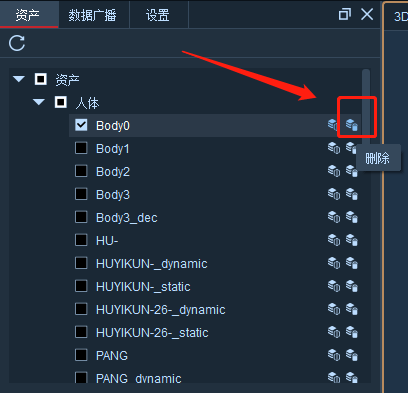 资产 数据广播 设置
3D
资产
人体
Body0
Body1
删除
Body2
Body3
Body3_dec
HU-
HUYIKUN-_dynamic
HUYIKUN-_static
HUYIKUN-26-_dynamic
HUYIKUN-26-_static
PANG
PANG_dynamic